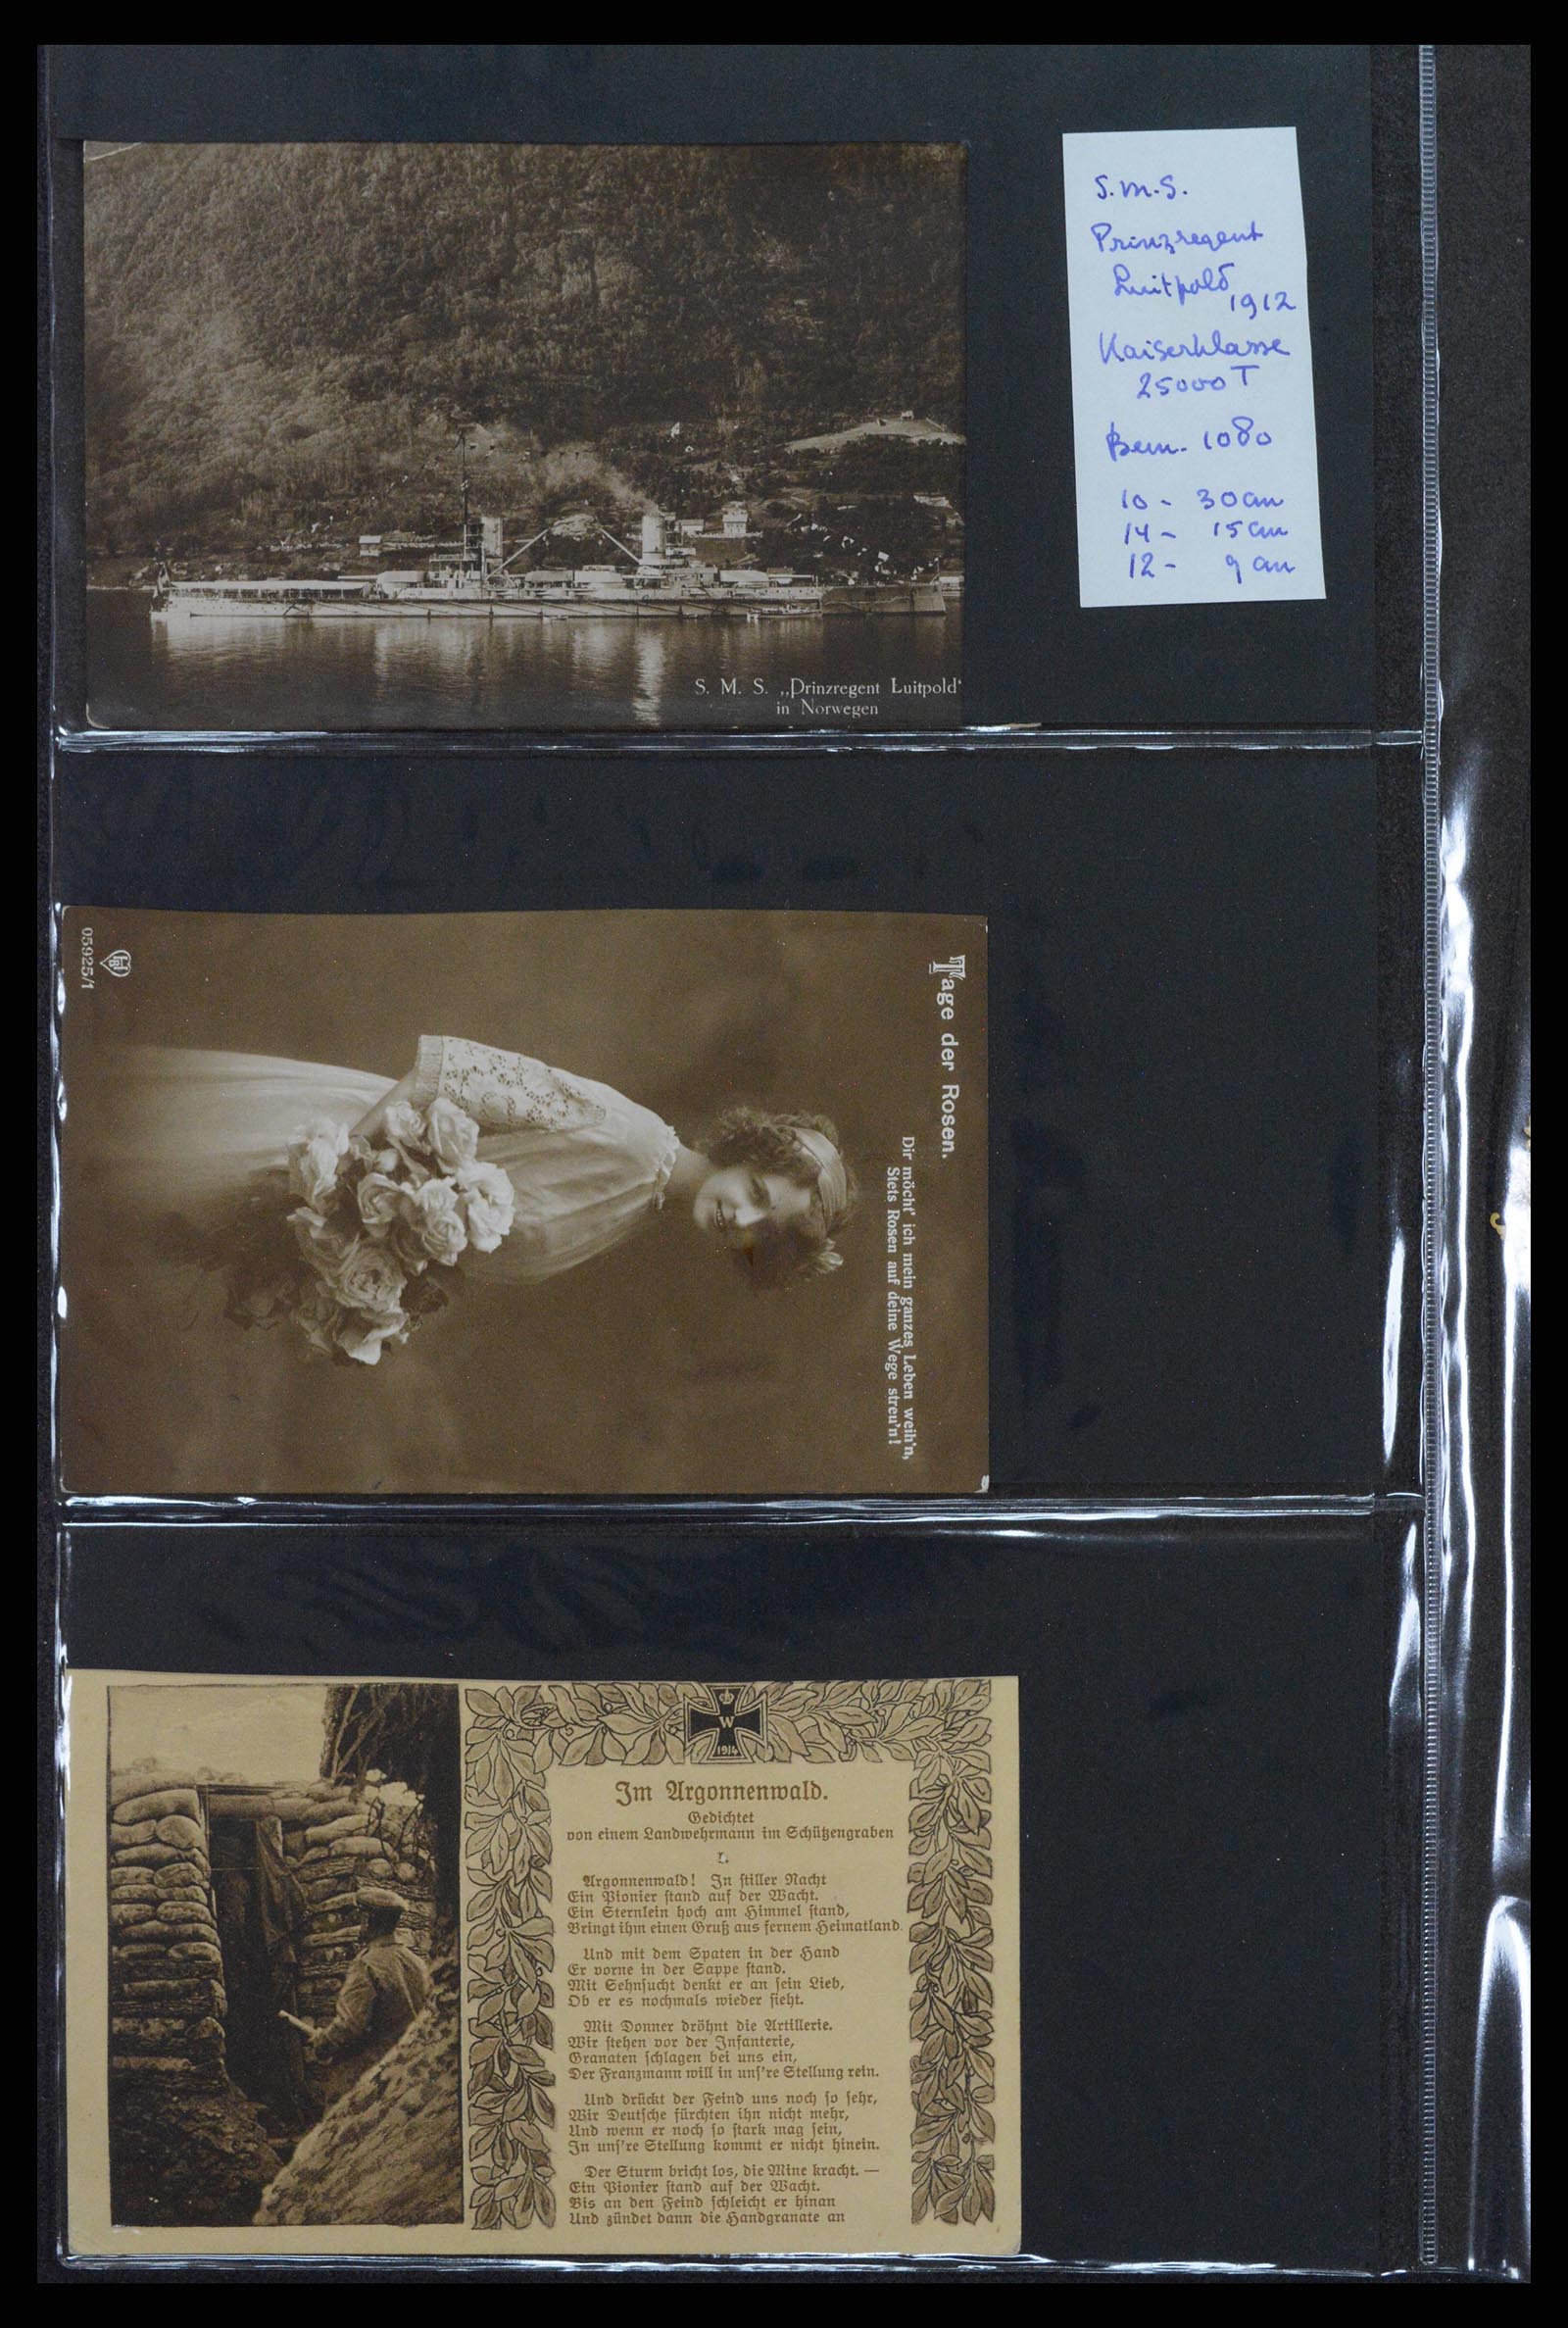 S. M. S. „Prinzregent Luitpold“
in Norwegen
S.M.S.
Prinzregent
Luitpold
1912
Kaiserklasse
25000 T
Bem. 1080
10 - 30 cm
14 - 15 cm
12 - 9 cm
Tage der Rosen.
Dir möcht' ich mein ganzes Leben weih'n,
Stets Rosen auf deine Wege streu'n!
05925/1
W
1914
Im Argonnenwald.
Gedichtet
von einem Landwehrmann im Schützengraben
I.
Argonnenwald! In stiller Nacht
Ein Pionier stand auf der Wacht.
Ein Sternlein hoch am Himmel stand,
Bringt ihm einen Gruß aus fernem Heimatland.
Und mit dem Spaten in der Hand
Er vorne in der Sappe stand.
Mit Sehnsucht denkt er an sein Lieb,
Ob er es nochmals wieder sieht.
Mit Donner dröhnt die Artillerie.
Wir stehen vor der Infanterie,
Granaten schlagen bei uns ein,
Der Franzmann will in uns're Stellung rein.
Und drückt der Feind uns noch so sehr,
Wir Deutsche fürchten ihn nicht mehr,
Und wenn er noch so stark mag sein,
In uns're Stellung kommt er nicht hinein.
Der Sturm bricht los, die Mine kracht. —
Ein Pionier stand auf der Wacht.
Bis an den Feind schleicht er hinan
Und zündet dann die Handgranate an